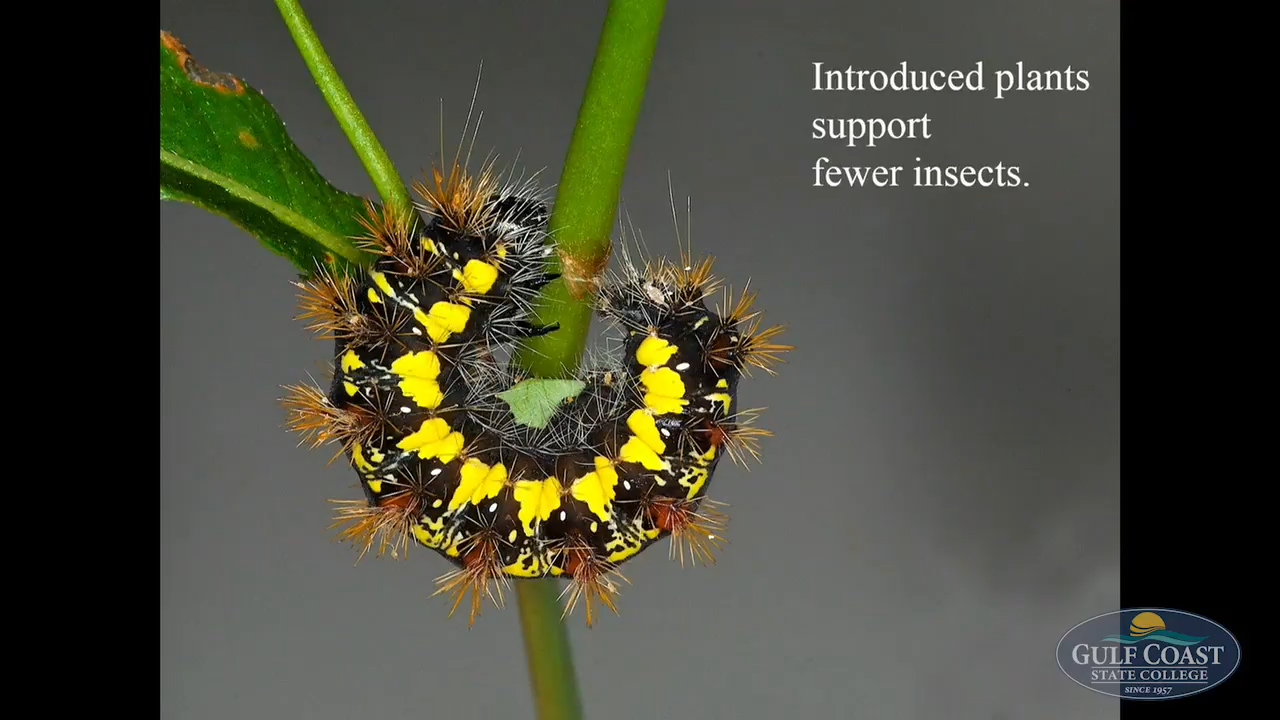 Introduced plants
support
fewer insects.
GULF COAST
STATE COLLEGE
SINCE 1957